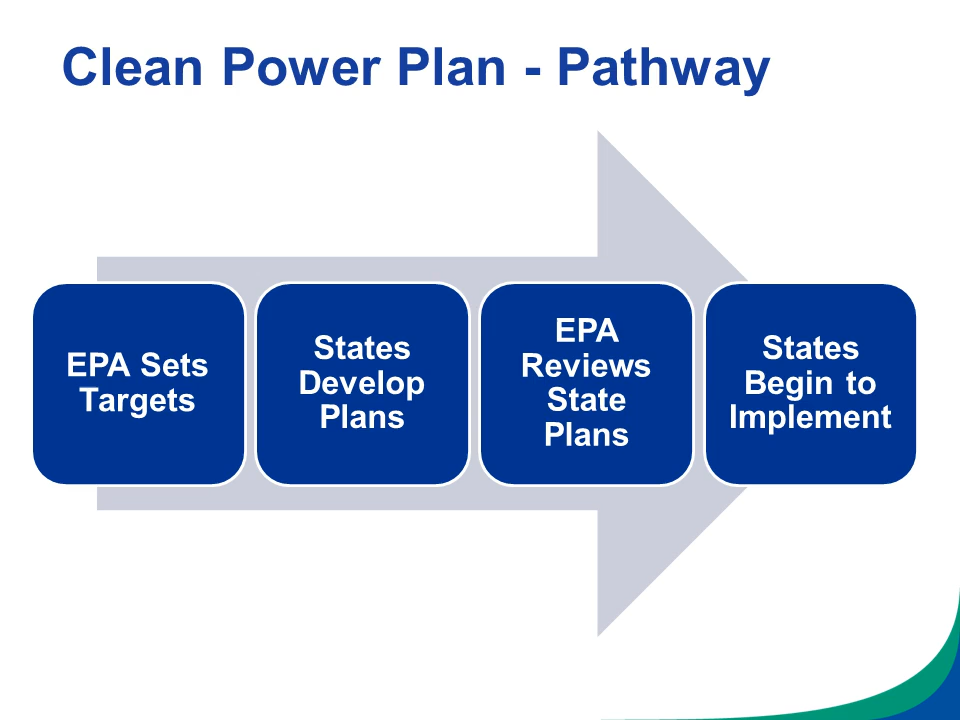 Clean Power Plan - Pathway
EPA Sets
Targets
States
Develop
Plans
EPA
Reviews
State
Plans
States
Begin to
Implement